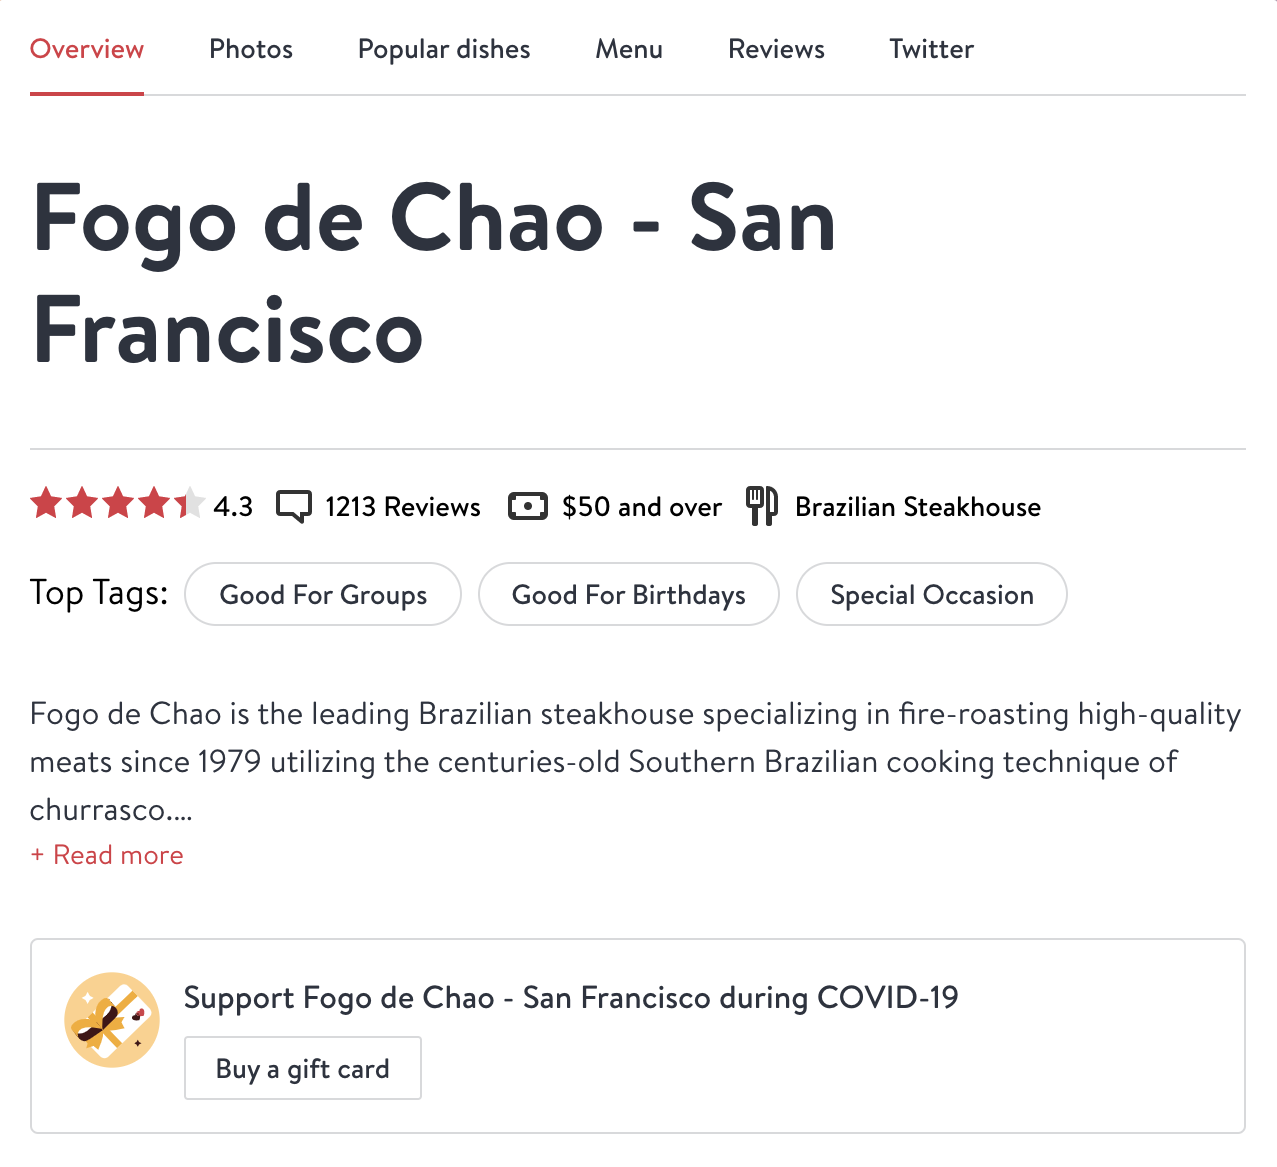 Overview Photos Popular dishes Menu Reviews Twitter
Fogo de Chao - San
Francisco
4.3 1213 Reviews $50 and over Brazilian Steakhouse
Top Tags: Good For Groups Good For Birthdays Special Occasion
Fogo de Chao is the leading Brazilian steakhouse specializing in fire-roasting high-quality
meats since 1979 utilizing the centuries-old Southern Brazilian cooking technique of
churrasco....
+ Read more
Support Fogo de Chao - San Francisco during COVID-19
Buy a gift card